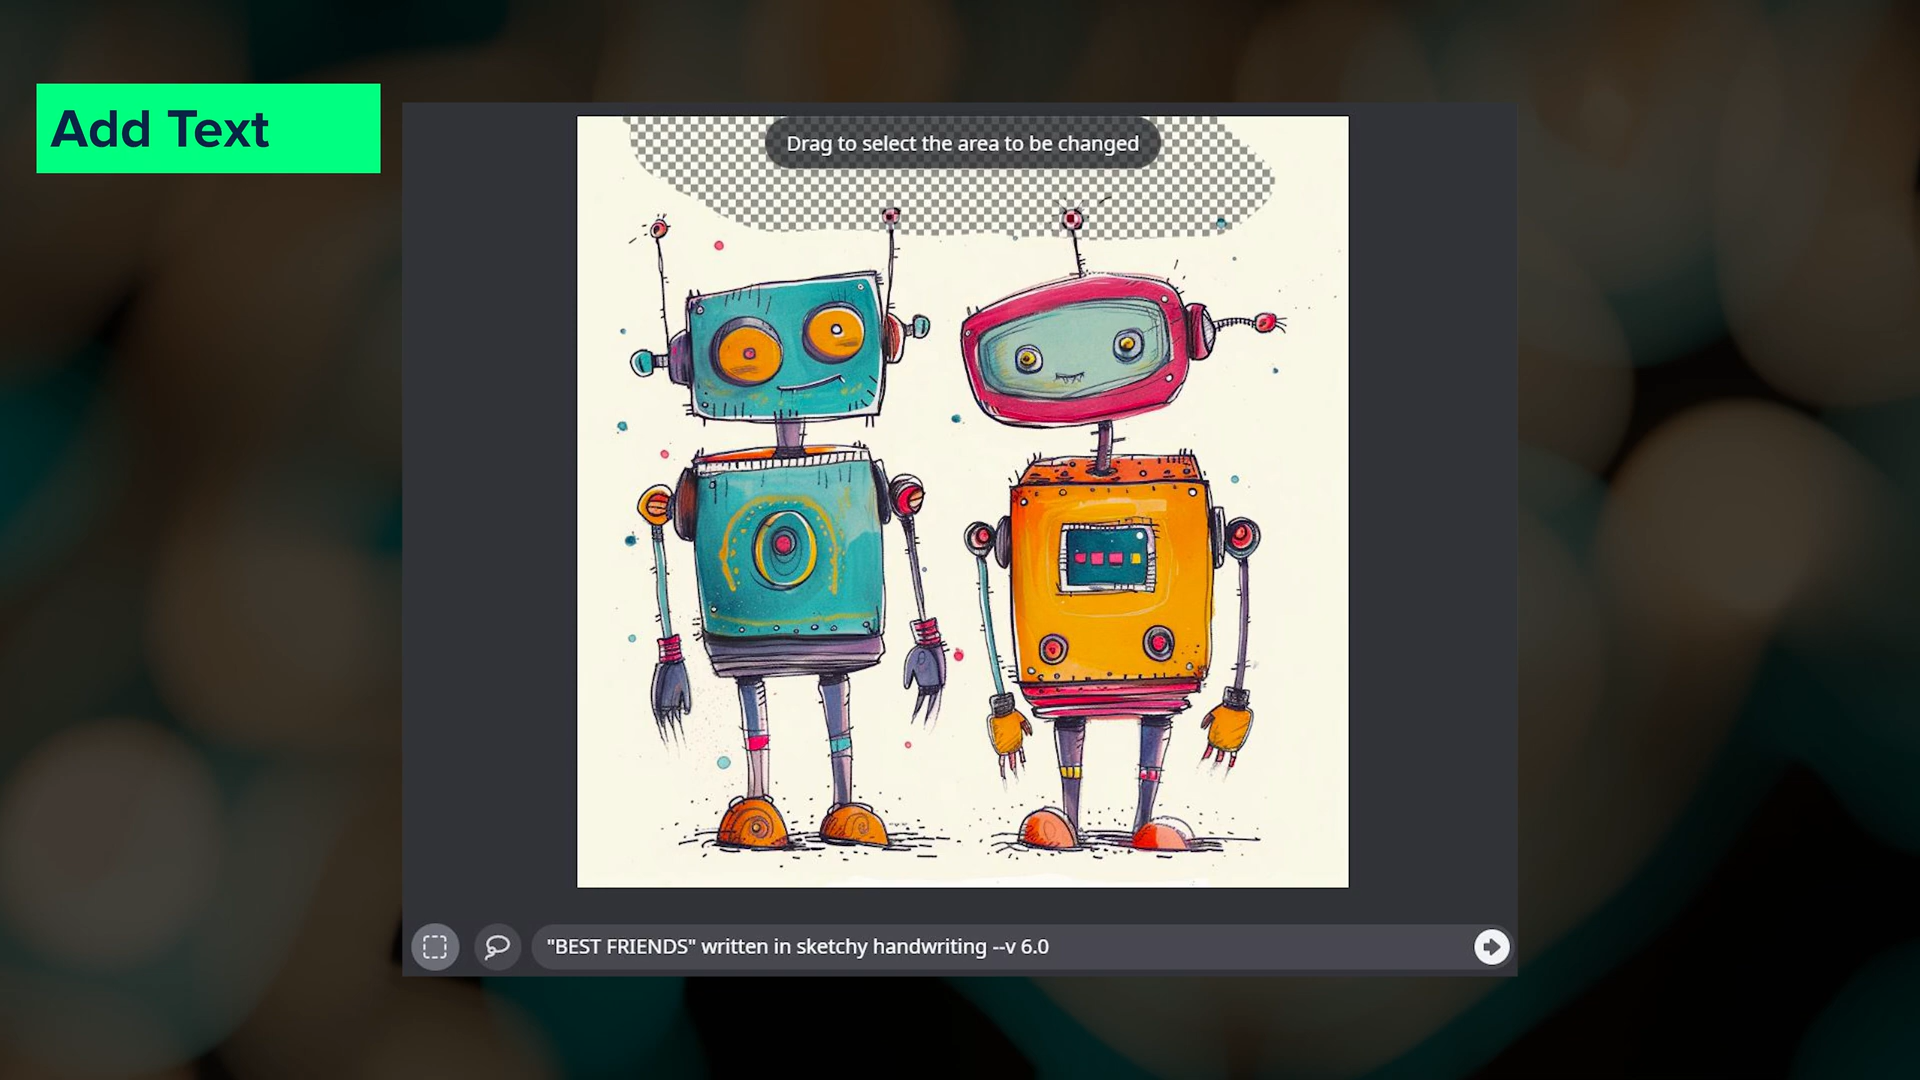 Add Text
Drag to select the area to be changed
"BEST FRIENDS" written in sketchy handwriting --v 6.0